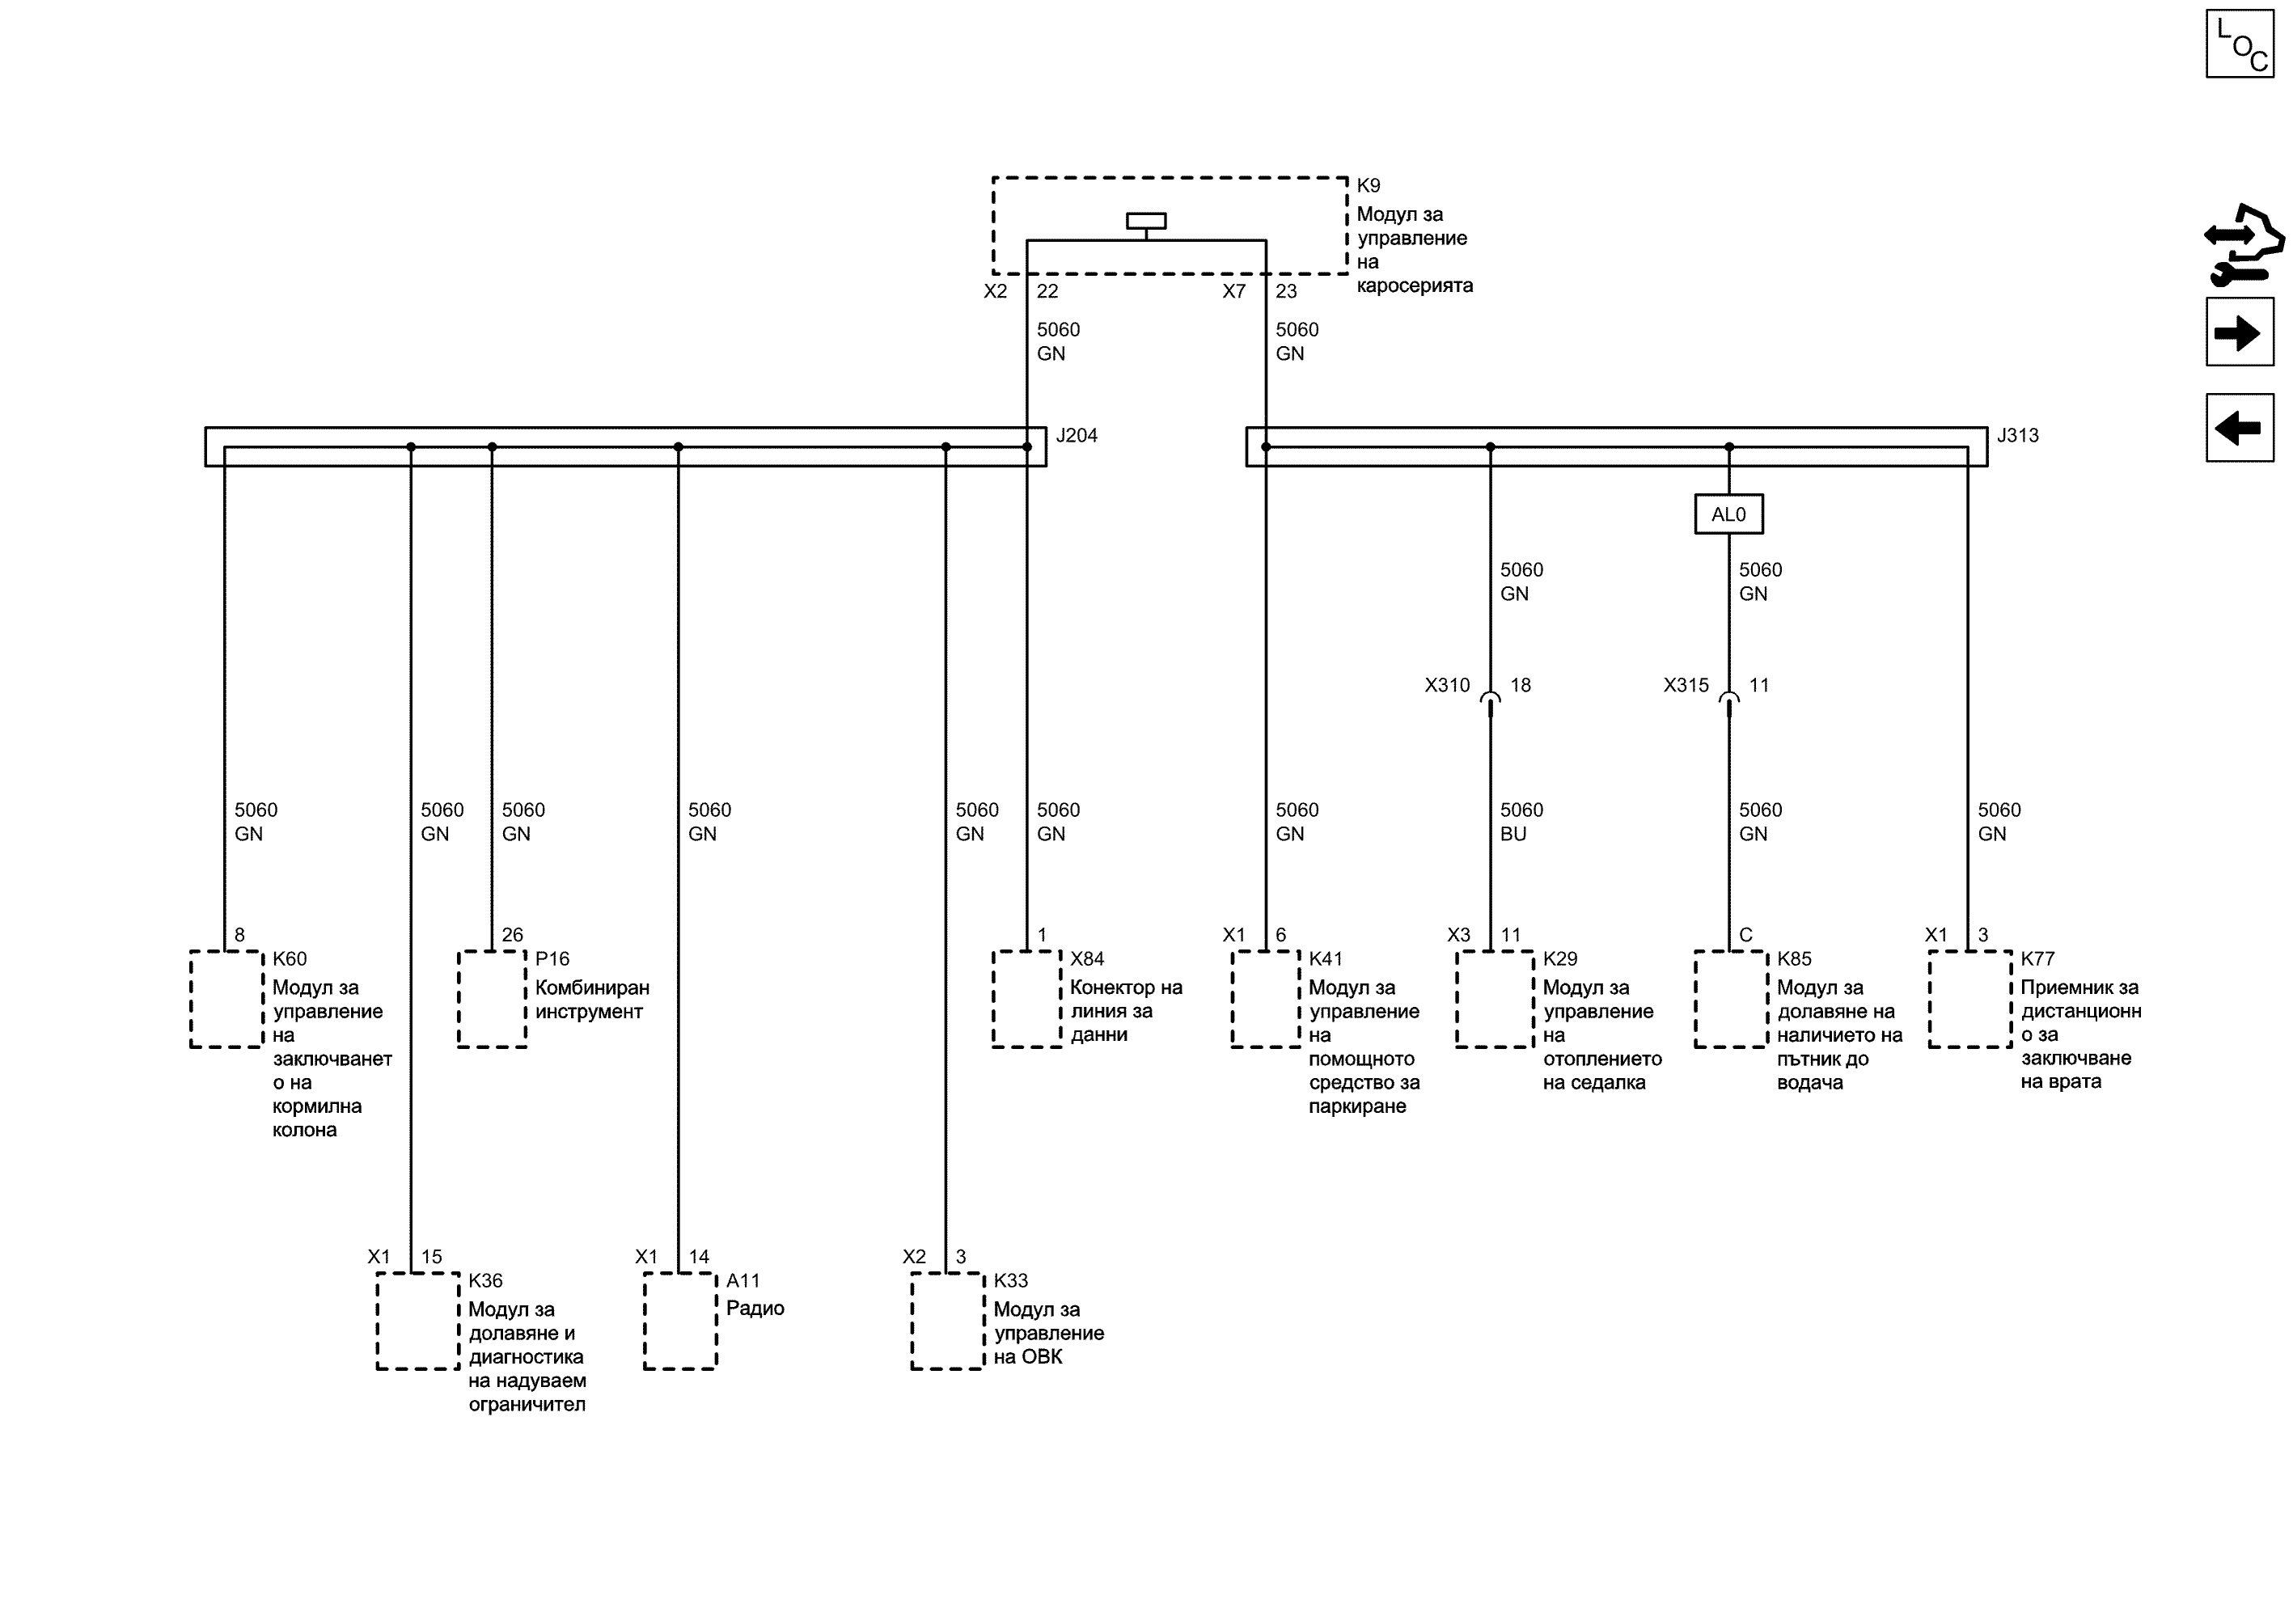 LOC
K9
Модул за
управление
на
каросерията
X2 22
X7 23
5060
GN
5060
GN
J204
J313
AL0
5060
GN
5060
GN
X310 18
X315 11
5060
GN
5060
GN
5060
GN
5060
GN
5060
GN
5060
GN
5060
GN
5060
BU
5060
GN
5060
GN
8
K60
Модул за
управление
на
заключванет
о на
кормилна
колона
26
P16
Комбиниран
инструмент
1
X84
Конектор на
линия за
данни
X1 6
K41
Модул за
управление
на
помощното
средство за
паркиране
X3 11
K29
Модул за
управление
на
отоплението
на седалка
C
K85
Модул за
долавяне на
наличието на
пътник до
водача
X1 3
K77
Приемник за
дистанционн
о за
заключване
на врата
X1 15
K36
Модул за
долавяне и
диагностика
на надуваем
ограничител
X1 14
A11
Радио
X2 3
K33
Модул за
управление
на ОВК